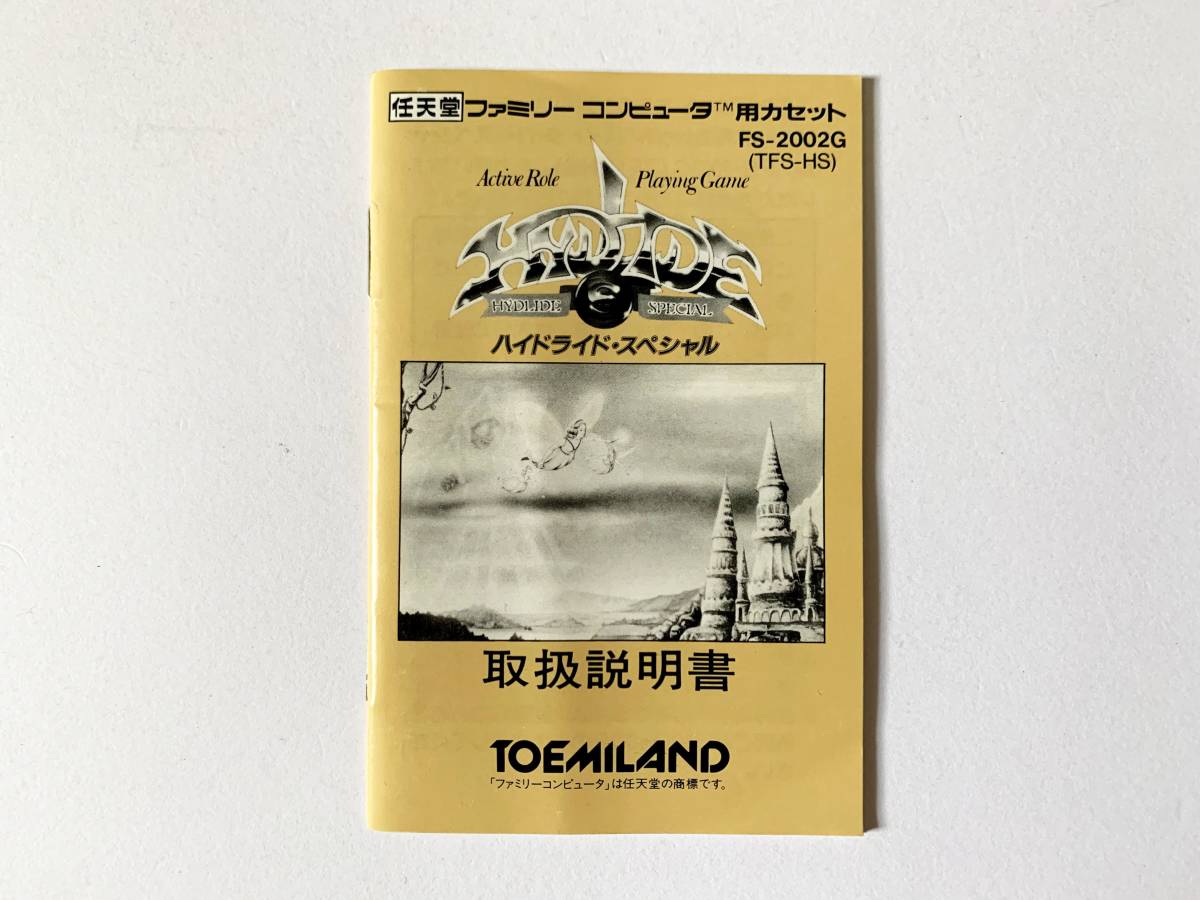 任天堂 ファミリー コンピュータ™用カセット
FS-2002G
(TFS-HS)
Active Role Playing Game
HYDLIDE
HYDLIDE S SPECIAL
ハイドライド・スペシャル
取扱説明書
TOEMILAND
「ファミリーコンピュータ」は任天堂の商標です。